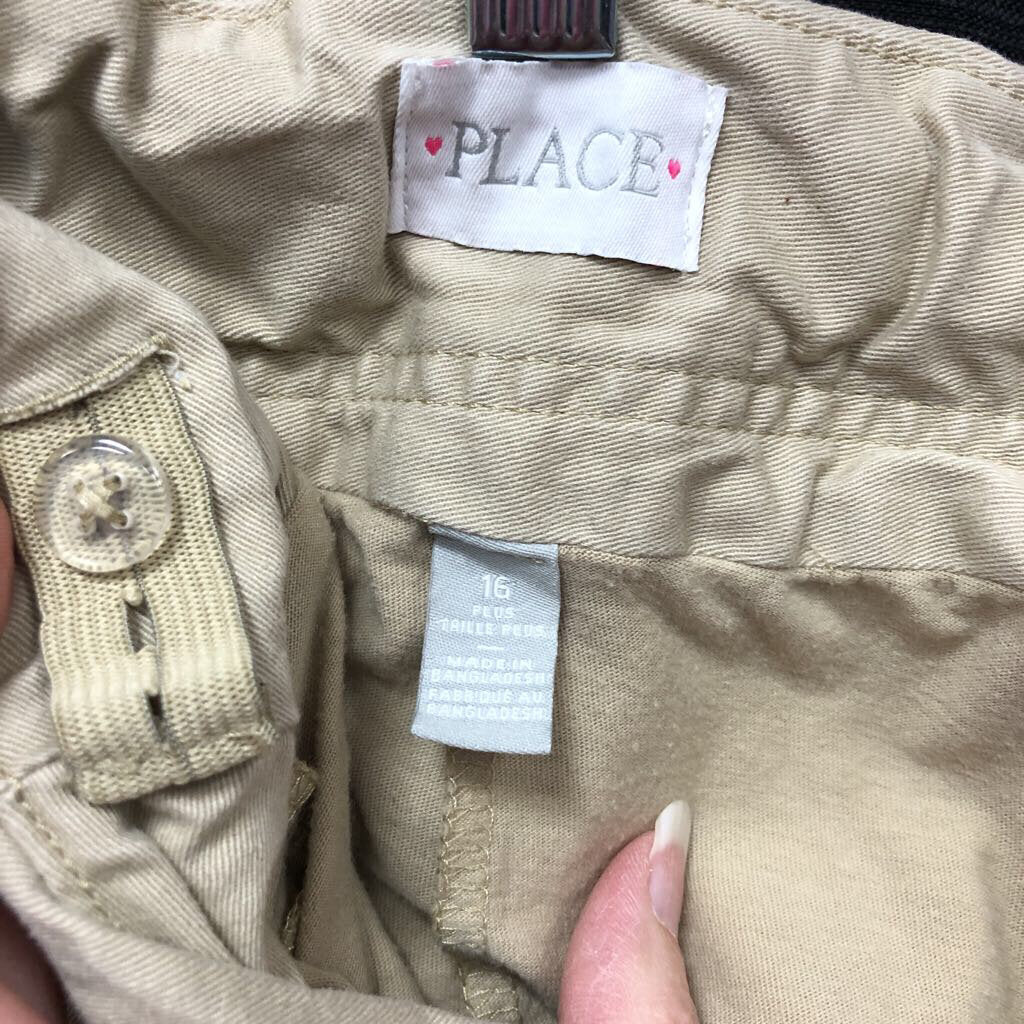 PLACE
16
PLUS
TAILLE PLUS
MADE IN
BANGLADESH
FABRIQUÉ AU
BANGLADESH